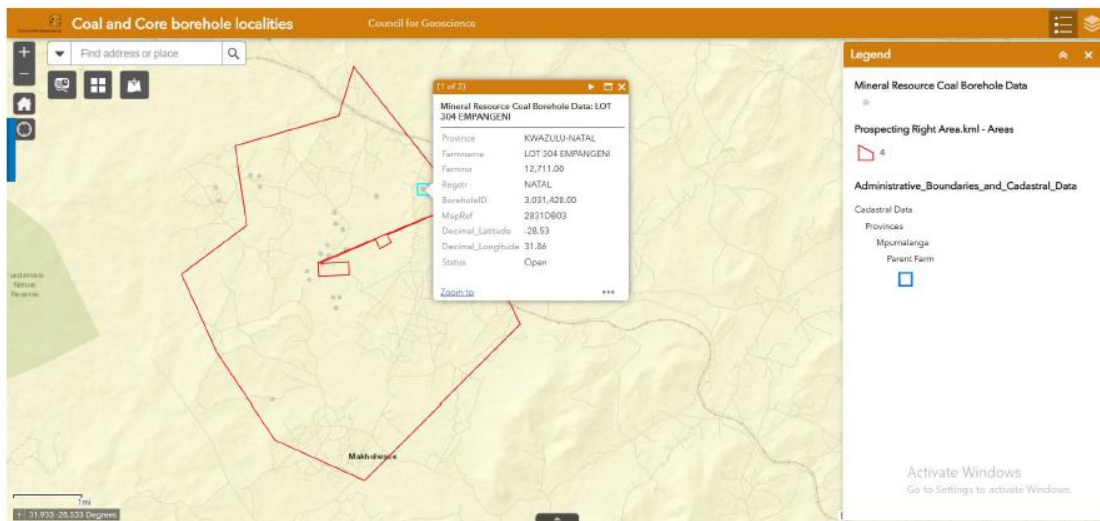 Coal and Core borehole localities
Council for Geoscience
Find address or place
(1 of 2)
Mineral Resource Coal Borehole Data: LOT
304 EMPANGENI
Province KWAZULU-NATAL
Farmname LOT 304 EMPANGENI
Farmno 12,711.00
Regstr NATAL
BoreholeID 3,031,428.00
MapRef 2831DB03
Decimal_Latitude -28.53
Decimal_Longitude 31.86
Status Open
Zoom to
Nature
Reserve
Makholwase
1mi
31.933 -28.533 Degrees
Legend
Mineral Resource Coal Borehole Data
Prospecting Right Area.kml - Areas
4
Administrative_Boundaries_and_Cadastral_Data
Cadastral Data
Provinces
Mpumalanga
Parent Farm
Activate Windows
Go to Settings to activate Windows.